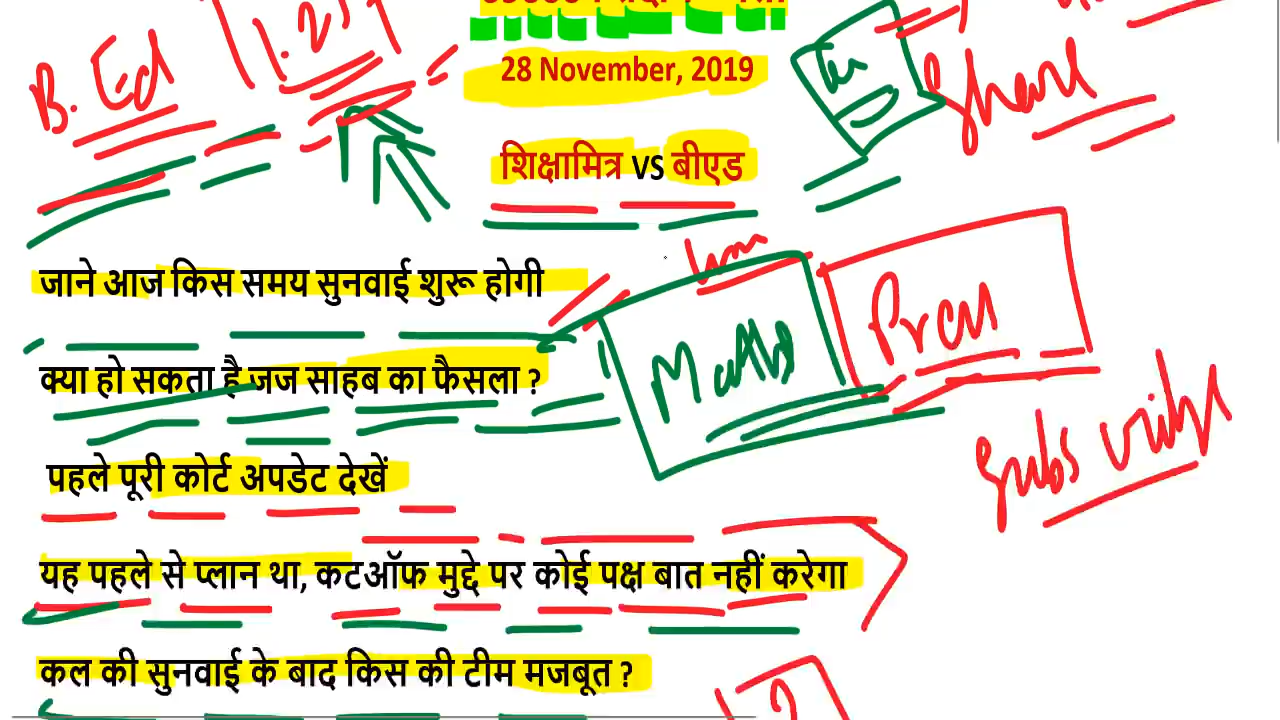 28 November, 2019
B. Ed
Share
शिक्षामित्र VS बीएड
जाने आज किस समय सुनवाई शुरू होगी
Maths
क्या हो सकता है जज साहब का फैसला ?
पहले पूरी कोर्ट अपडेट देखें
यह पहले से प्लान था, कटऑफ मुद्दे पर कोई पक्ष बात नहीं करेगा
कल की सुनवाई के बाद किस की टीम मजबूत ?